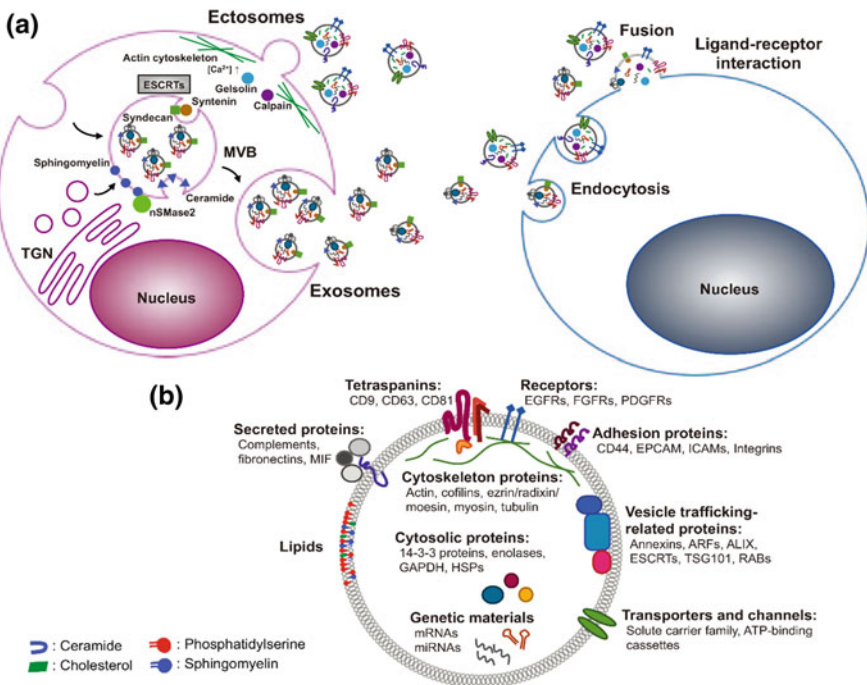 (a)
Ectosomes
Actin cytoskeleton
[Ca²⁺] ↑
Gelsolin
Calpain
ESCRTs
Syntenin
Syndecan
Sphingomyelin
MVB
Ceramide
nSMase2
TGN
Nucleus
Exosomes
Fusion
Ligand-receptor
interaction
Endocytosis
Nucleus
(b)
Tetraspanins:
CD9, CD63, CD81
Receptors:
EGFRs, FGFRs, PDGFRs
Secreted proteins:
Complements,
fibronectins, MIF
Adhesion proteins:
CD44, EPCAM, ICAMs, Integrins
Cytoskeleton proteins:
Actin, cofilins, ezrin/radixin/
moesin, myosin, tubulin
Lipids
Cytosolic proteins:
14-3-3 proteins, enolases,
GAPDH, HSPs
Vesicle trafficking-
related proteins:
Annexins, ARFs, ALIX,
ESCRTs, TSG101, RABs
Genetic materials
mRNAs
miRNAs
Transporters and channels:
Solute carrier family, ATP-binding
cassettes
: Ceramide
: Phosphatidylserine
: Cholesterol
: Sphingomyelin